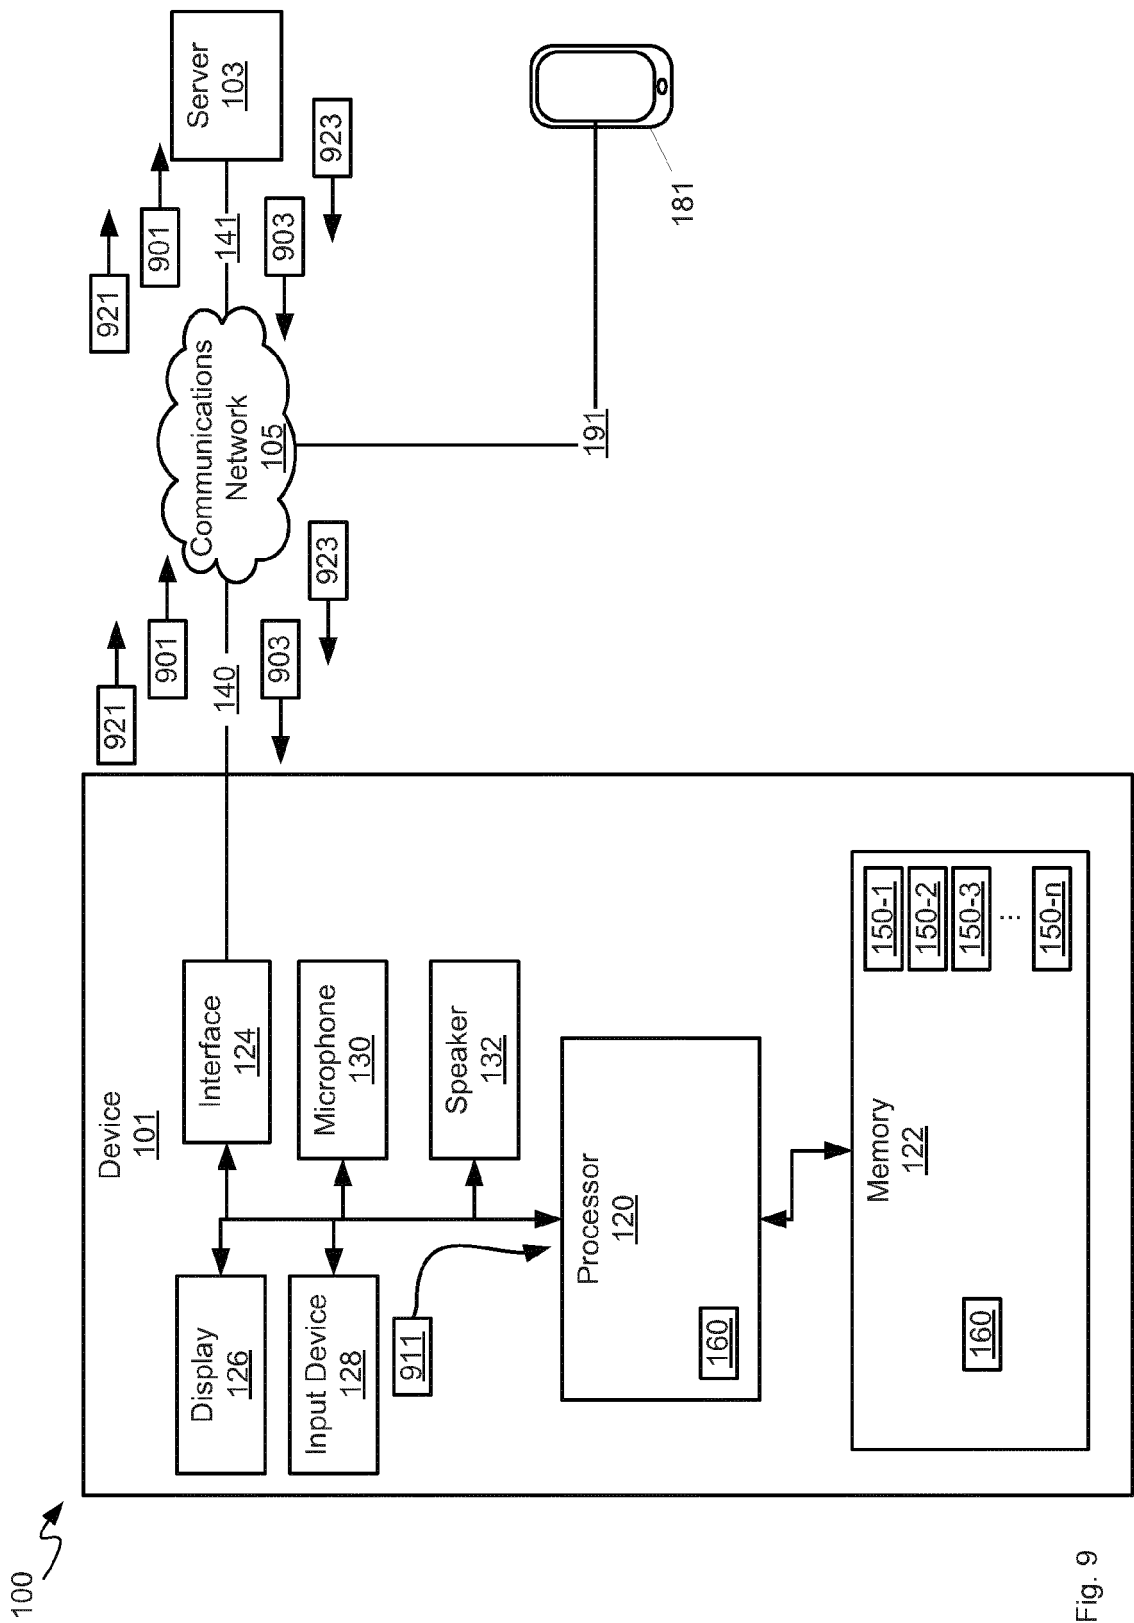 100
Device
101
Display
126
Interface
124
Input Device
128
Microphone
130
911
Speaker
132
Processor
120
160
Memory
122
160
150-1
150-2
150-3
...
150-n
921
901
140
903
923
Communications
Network
105
921
901
141
903
923
Server
103
191
181
Fig. 9